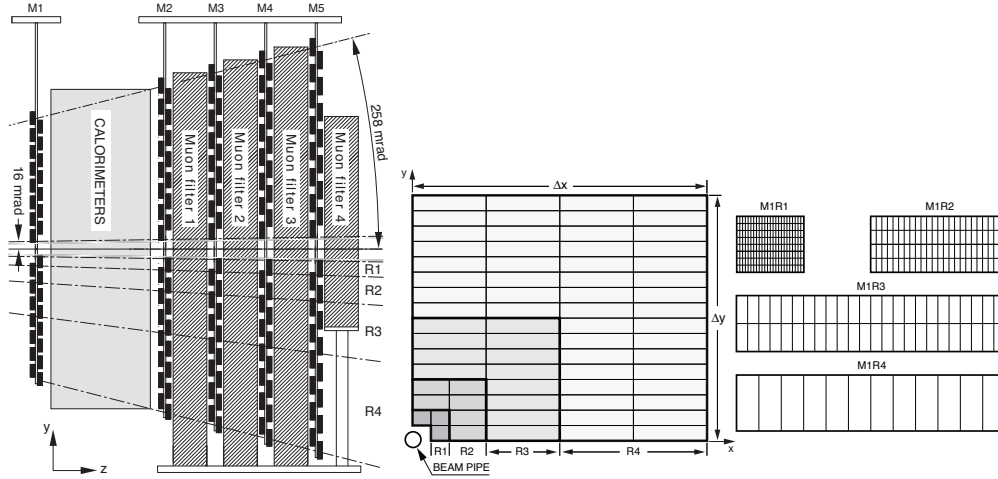 M1 M2 M3 M4 M5
16 mrad
CALORIMETERS
Muon filter 1
Muon filter 2
Muon filter 3
Muon filter 4
258 mrad
R1
R2
R3
R4
y
z
y
Δx
Δy
x
R1 R2 R3 R4
BEAM PIPE
M1R1 M1R2
M1R3
M1R4